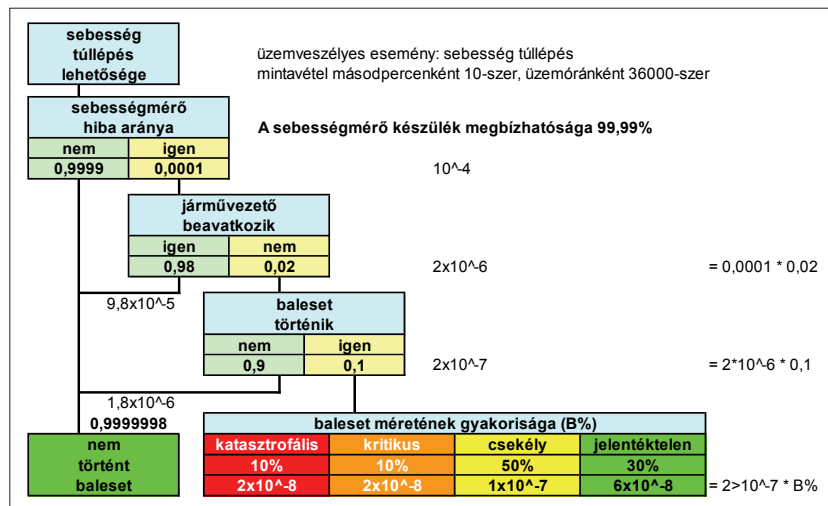 sebesség
túllépés
lehetősége
üzemveszélyes esemény: sebesség túllépés
mintavétel másodpercenként 10-szer, üzemóránként 36000-szer
sebességmérő
hiba aránya
A sebességmérő készülék megbízhatósága 99,99%
nem igen
0,9999 0,0001
10^-4
járművezető
beavatkozik
igen nem
0,98 0,02
2x10^-6
= 0,0001 * 0,02
9,8x10^-5
baleset
történik
nem igen
0,9 0,1
2x10^-7
= 2*10^-6 * 0,1
1,8x10^-6
0,9999998
nem
történt
baleset
baleset méretének gyakorisága (B%)
katasztrofális kritikus csekély jelentéktelen
10% 10% 50% 30%
2x10^-8 2x10^-8 1x10^-7 6x10^-8
= 2>10^-7 * B%